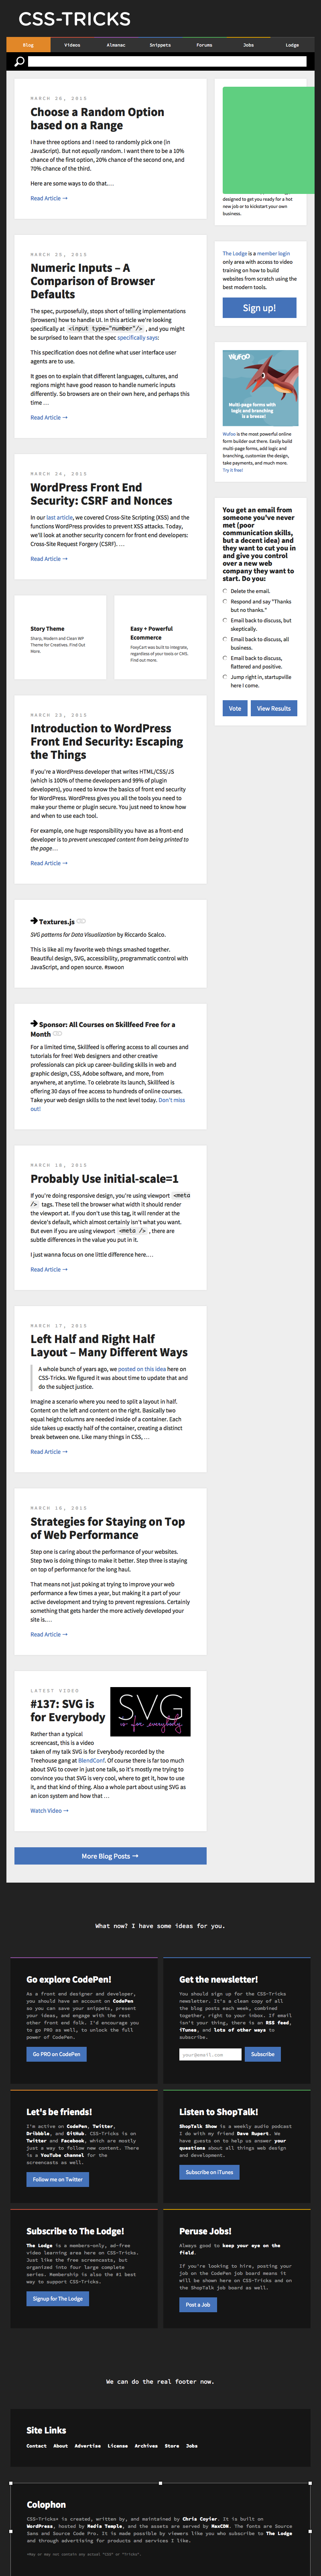 CSS-TRICKS
Blog Videos Almanac Snippets Forums Jobs Lodge
MARCH 26, 2015
Choose a Random Option
based on a Range
I have three options and I need to randomly pick one (in
JavaScript). But not equally random. I want there to be a 10%
chance of the first option, 20% chance of the second one, and
70% chance of the third.
Here are some ways to do that.…
Read Article →
MARCH 25, 2015
Numeric Inputs – A
Comparison of Browser
Defaults
The spec, purposefully, stops short of telling implementations
(browsers) how to handle UI. In this article we're looking
specifically at <input type="number"/> , and you might
be surprised to learn that the spec specifically says:
This specification does not define what user interface user
agents are to use.
It goes on to explain that different languages, cultures, and
regions might have good reason to handle numeric inputs
differently. So browsers are on their own here, and perhaps this
time …
Read Article →
MARCH 24, 2015
WordPress Front End
Security: CSRF and Nonces
In our last article, we covered Cross-Site Scripting (XSS) and the
functions WordPress provides to prevent XSS attacks. Today,
we'll look at another security concern for front end developers:
Cross-Site Request Forgery (CSRF). …
Read Article →
Story Theme
Sharp, Modern and Clean WP
Theme for Creatives. Find Out
More.
Easy + Powerful
Ecommerce
FoxyCart was built to integrate,
regardless of your tools or CMS.
Find out more.
MARCH 23, 2015
Introduction to WordPress
Front End Security: Escaping
the Things
If you're a WordPress developer that writes HTML/CSS/JS
(which is 100% of theme developers and 99% of plugin
developers), you need to know the basics of front end security
for WordPress. WordPress gives you all the tools you need to
make your theme or plugin secure. You just need to know how
and when to use each tool.
For example, one huge responsibility you have as a front-end
developer is to prevent unescaped content from being printed to
the page …
Read Article →
➔ Textures.js
SVG patterns for Data Visualization by Riccardo Scalco.
This is like all my favorite web things smashed together.
Beautiful design, SVG, accessibility, programmatic control with
JavaScript, and open source. #swoon
➔ Sponsor: All Courses on Skillfeed Free for a
Month
For a limited time, Skillfeed is offering access to all courses and
tutorials for free! Web designers and other creative
professionals can pick up career-building skills in web and
graphic design, CSS, Adobe software, and more, from
anywhere, at anytime. To celebrate its launch, Skillfeed is
offering 30 days of free access to hundreds of online courses.
Take your web design skills to the next level today. Don't miss
out!
MARCH 18, 2015
Probably Use initial-scale=1
If you're doing responsive design, you're using viewport <meta
/> tags. These tell the browser what width it should render
the viewport at. If you don't use this tag, it will render at the
device's default, which almost certainly isn't what you want.
But even if you are using viewport <meta /> , there are
subtle differences in the value you put in it.
I just wanna focus on one little difference here.…
Read Article →
MARCH 17, 2015
Left Half and Right Half
Layout – Many Different Ways
A whole bunch of years ago, we posted on this idea here on
CSS-Tricks. We figured it was about time to update that and
do the subject justice.
Imagine a scenario where you need to split a layout in half.
Content on the left and content on the right. Basically two
equal height columns are needed inside of a container. Each
side takes up exactly half of the container, creating a distinct
break between one. Like many things in CSS, …
Read Article →
MARCH 16, 2015
Strategies for Staying on Top
of Web Performance
Step one is caring about the performance of your websites.
Step two is doing things to make it better. Step three is staying
on top of performance for the long haul.
That means not just poking at trying to improve your web
performance a few times a year, but making it a part of your
active development and trying to prevent regressions. Certainly
something that gets harder the more actively developed your
site is.…
Read Article →
LATEST VIDEO
#137: SVG is
for Everybody
SVG
is for everybody
Rather than a typical
screencast, this is a video
taken of my talk SVG is for Everybody recorded by the
Treehouse gang at BlendConf. Of course there is far too much
about SVG to cover in just one talk, so it's mostly me trying to
convince you that SVG is very cool, where to get it, how to use
it, and that kind of thing. Also a whole part about using SVG as
an icon system and how that …
Watch Video →
More Blog Posts →
designed to get you ready for a hot
new job or to kickstart your own
business.
The Lodge is a member login
only area with access to video
training on how to build
websites from scratch using the
best modern tools.
Sign up!
WUFOO
Multi-page forms with
logic and branching
is a breeze!
Wufoo is the most powerful online
form builder out there. Easily build
multi-page forms, add logic and
branching, customize the design,
take payments, and much more.
Try it free!
You get an email from
someone you've never
met (poor
communication skills,
but a decent idea) and
they want to cut you in
and give you control
over a new web
company they want to
start. Do you:
Delete the email.
Respond and say "Thanks
but no thanks."
Email back to discuss, but
skeptically.
Email back to discuss, all
business.
Email back to discuss,
flattered and positive.
Jump right in, startupville
here I come.
Vote View Results
What now? I have some ideas for you.
Go explore CodePen!
As a front end designer and developer,
you should have an account on CodePen
so you can save your snippets, present
your ideas, and engage with the rest
other front end folk. I'd encourage you
to go PRO as well, to unlock the full
power of CodePen.
Go PRO on CodePen
Get the newsletter!
You should sign up for the CSS-Tricks
newsletter. It's a clean copy of all
the blog posts each week, combined
together, right to your inbox. If email
isn't your thing, there is an RSS feed,
iTunes, and lots of other ways to
subscribe.
your@email.com Subscribe
Let's be friends!
I'm active on CodePen, Twitter,
Dribbble, and GitHub. CSS-Tricks is on
Twitter and Facebook, which are mostly
just a way to follow new content. There
is a YouTube channel for the
screencasts as well.
Follow me on Twitter
Listen to ShopTalk!
ShopTalk Show is a weekly audio podcast
I do with my friend Dave Rupert. We
have guests on to help us answer your
questions about all things web design
and development.
Subscribe on iTunes
Subscribe to The Lodge!
The Lodge is a members-only, ad-free
video learning area here on CSS-Tricks.
Just like the free screencasts, but
organized into four large complete
series. Membership is also the #1 best
way to support CSS-Tricks.
Signup for The Lodge
Peruse Jobs!
Always good to keep your eye on the
field.
If you're looking to hire, posting your
job on the CodePen job board means it
will be shown here on CSS-Tricks and on
the ShopTalk job board as well.
Post a Job
We can do the real footer now.
Site Links
Contact About Advertise License Archives Store Jobs
Colophon
CSS-Tricks* is created, written by, and maintained by Chris Coyier. It is built on
WordPress, hosted by Media Temple, and the assets are served by MaxCDN. The fonts are Source
Sans and Source Code Pro. It is made possible by viewers like you who subscribe to The Lodge
and through advertising for products and services I like.
*May or may not contain any actual "CSS" or "Tricks".